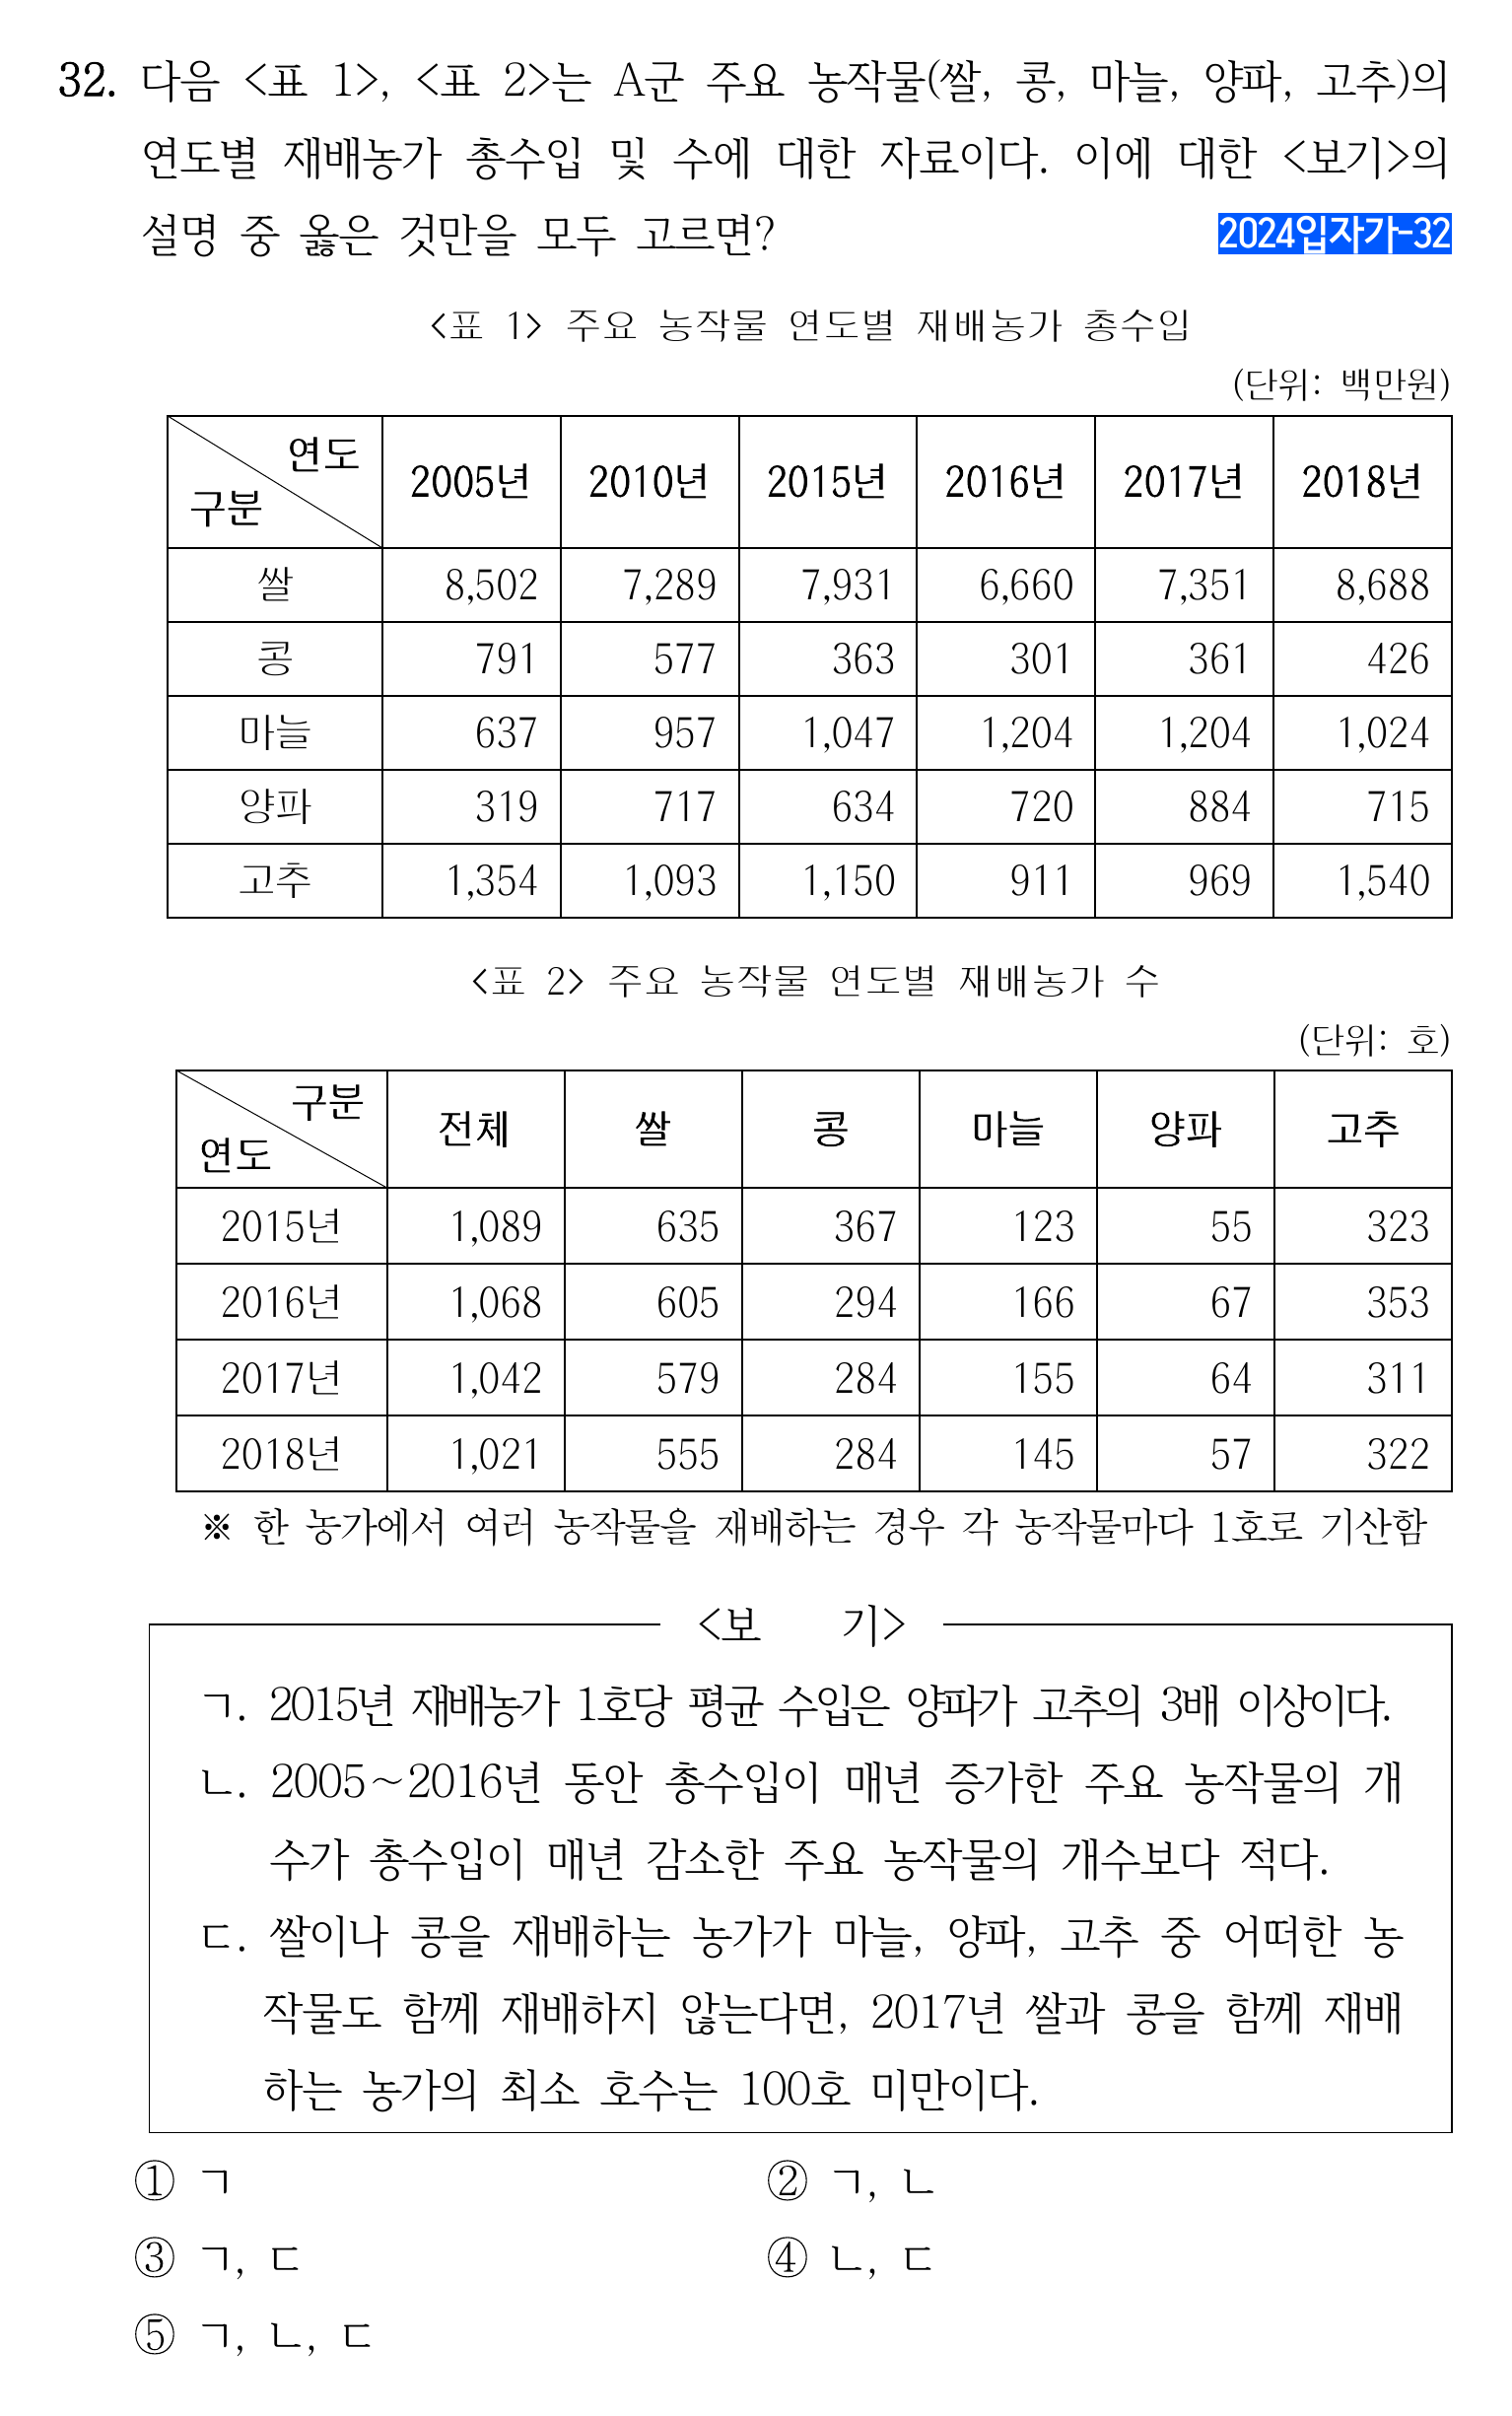 32. 다음 <표 1>, <표 2>는 A군 주요 농작물(쌀, 콩, 마늘, 양파, 고추)의
연도별 재배농가 총수입 및 수에 대한 자료이다. 이에 대한 <보기>의
설명 중 옳은 것만을 모두 고르면?
2024입자가-32
<표 1> 주요 농작물 연도별 재배농가 총수입
(단위: 백만원)
구분 연도 2005년 2010년 2015년 2016년 2017년 2018년
쌀 8,502 7,289 7,931 6,660 7,351 8,688
콩 791 577 363 301 361 426
마늘 637 957 1,047 1,204 1,204 1,024
양파 319 717 634 720 884 715
고추 1,354 1,093 1,150 911 969 1,540
<표 2> 주요 농작물 연도별 재배농가 수
(단위: 호)
연도 구분 전체 쌀 콩 마늘 양파 고추
2015년 1,089 635 367 123 55 323
2016년 1,068 605 294 166 67 353
2017년 1,042 579 284 155 64 311
2018년 1,021 555 284 145 57 322
※ 한 농가에서 여러 농작물을 재배하는 경우 각 농작물마다 1호로 기산함
<보 기>
ㄱ. 2015년 재배농가 1호당 평균 수입은 양파가 고추의 3배 이상이다.
ㄴ. 2005~2016년 동안 총수입이 매년 증가한 주요 농작물의 개
수가 총수입이 매년 감소한 주요 농작물의 개수보다 적다.
ㄷ. 쌀이나 콩을 재배하는 농가가 마늘, 양파, 고추 중 어떠한 농
작물도 함께 재배하지 않는다면, 2017년 쌀과 콩을 함께 재배
하는 농가의 최소 호수는 100호 미만이다.
① ㄱ
② ㄱ, ㄴ
③ ㄱ, ㄷ
④ ㄴ, ㄷ
⑤ ㄱ, ㄴ, ㄷ